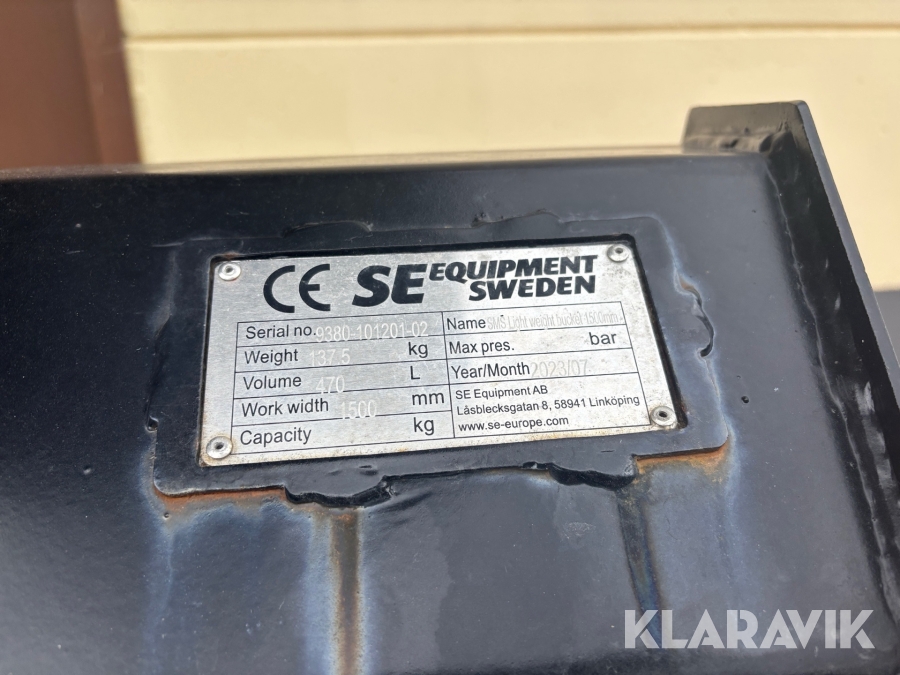 CE SE EQUIPMENT SWEDEN
Serial no. 9380-101201-02
Name SMS Light weight bucket 1500mm
Weight 137.5 kg
Max pres. bar
Volume 470 L
Year/Month 2023/07
Work width 1500 mm
SE Equipment AB
Låsblecksgatan 8, 58941 Linköping
Capacity kg
www.se-europe.com
KLARAVIK